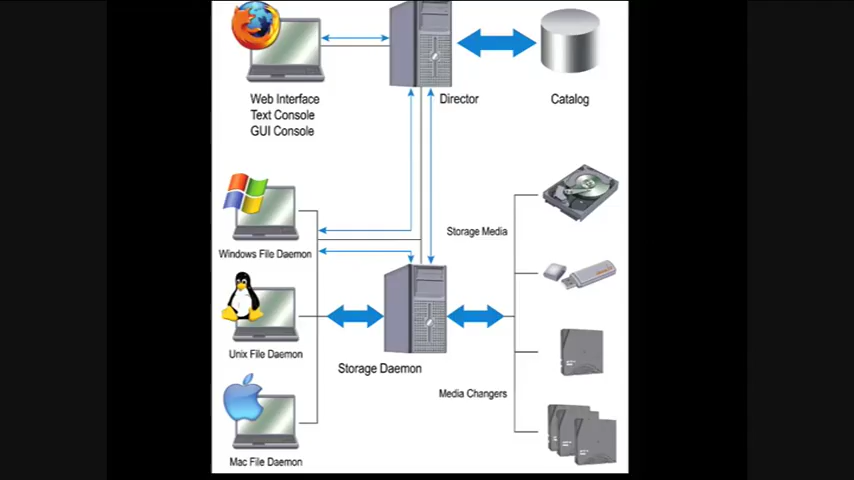 Web Interface
Text Console
GUI Console
Director
Catalog
Windows File Daemon
Storage Media
Unix File Daemon
Storage Daemon
Media Changers
Mac File Daemon